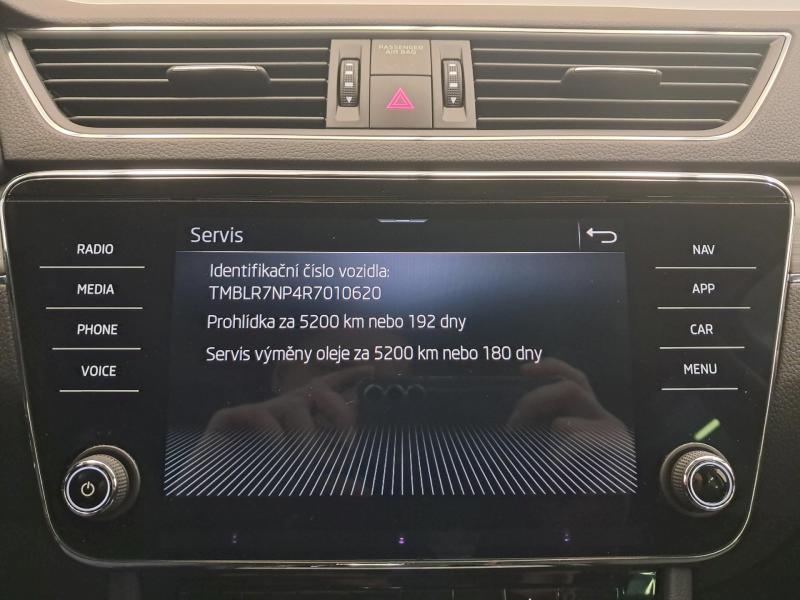 PASSENGER
AIR BAG
Servis
RADIO
MEDIA
PHONE
VOICE
Identifikační číslo vozidla:
TMBLR7NP4R7010620
Prohlídka za 5200 km nebo 192 dny
Servis výměny oleje za 5200 km nebo 180 dny
NAV
APP
CAR
MENU